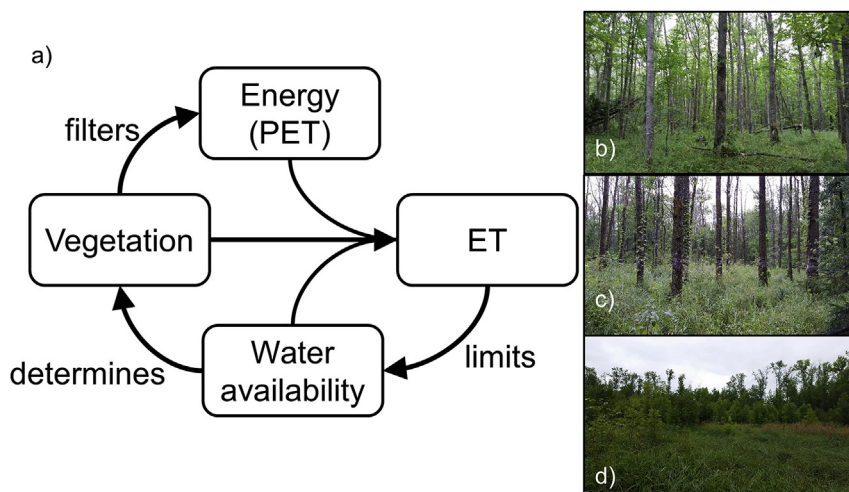 a)
Energy
(PET)
filters
Vegetation
ET
determines
Water
availability
limits
b)
c)
d)